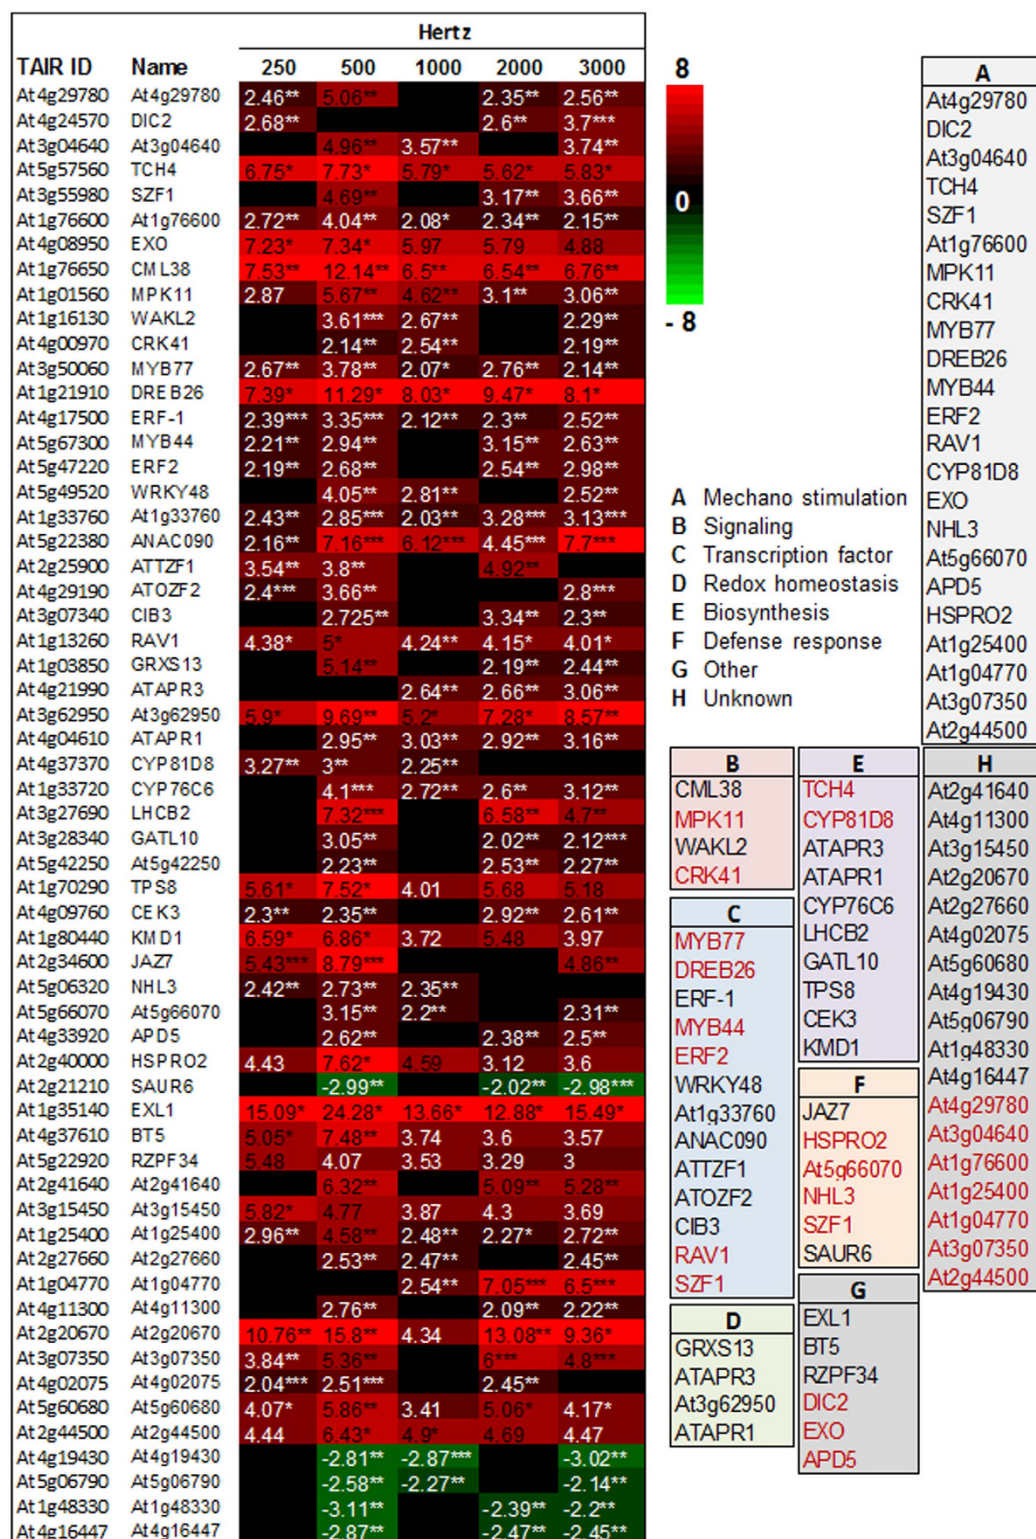 Hertz
TAIR ID Name 250 500 1000 2000 3000
At4g29780 At4g29780 2.46** 5.06** 2.35** 2.56**
At4g24570 DIC2 2.68** 2.6** 3.7***
At3g04640 At3g04640 4.96** 3.57** 3.74**
At5g57560 TCH4 6.75* 7.73* 5.79* 5.62* 5.83*
At3g55980 SZF1 4.69** 3.17** 3.66**
At1g76600 At1g76600 2.72** 4.04** 2.08* 2.34** 2.15**
At4g08950 EXO 7.23* 7.34* 5.97 5.79 4.88
At1g76650 CML38 7.53** 12.14** 6.5** 6.54** 6.76**
At1g01560 MPK11 2.87 5.67** 4.62** 3.1** 3.06**
At1g16130 WAKL2 3.61*** 2.67** 2.29**
At4g00970 CRK41 2.14** 2.54** 2.19**
At3g50060 MYB77 2.67** 3.78** 2.07* 2.76** 2.14**
At1g21910 DREB26 7.39* 11.29* 8.03* 9.47* 8.1*
At4g17500 ERF-1 2.39*** 3.35*** 2.12** 2.3** 2.52**
At5g67300 MYB44 2.21** 2.94** 3.15** 2.63**
At5g47220 ERF2 2.19** 2.68** 2.54** 2.98**
At5g49520 WRKY48 4.05** 2.81** 2.52**
At1g33760 At1g33760 2.43** 2.85*** 2.03** 3.28*** 3.13***
At5g22380 ANAC090 2.16** 7.16*** 6.12*** 4.45*** 7.7***
At2g25900 ATTZF1 3.54** 3.8** 4.92**
At4g29190 ATOZF2 2.4*** 3.66** 2.8***
At3g07340 CIB3 2.725** 3.34** 2.3**
At1g13260 RAV1 4.38* 5* 4.24** 4.15* 4.01*
At1g03850 GRXS13 5.14** 2.19** 2.44**
At4g21990 ATAPR3 2.64** 2.66** 3.06**
At3g62950 At3g62950 5.9* 9.69** 5.2* 7.28* 8.57**
At4g04610 ATAPR1 2.95** 3.03** 2.92** 3.16**
At4g37370 CYP81D8 3.27** 3** 2.25**
At1g33720 CYP76C6 4.1*** 2.72** 2.6** 3.12**
At3g27690 LHCB2 7.32*** 6.58** 4.7**
At3g28340 GATL10 3.05** 2.02** 2.12***
At5g42250 At5g42250 2.23** 2.53** 2.27**
At1g70290 TPS8 5.61* 7.52* 4.01 5.68 5.18
At4g09760 CEK3 2.3** 2.35** 2.92** 2.61**
At1g80440 KMD1 6.59* 6.86* 3.72 5.48 3.97
At2g34600 JAZ7 5.43*** 8.79*** 4.86**
At5g06320 NHL3 2.42** 2.73** 2.35**
At5g66070 At5g66070 3.15** 2.2** 2.31**
At4g33920 APD5 2.62** 2.38** 2.5**
At2g40000 HSPRO2 4.43 7.62* 4.59 3.12 3.6
At2g21210 SAUR6 -2.99** -2.02** -2.98***
At1g35140 EXL1 15.09* 24.28* 13.66* 12.88* 15.49*
At4g37610 BT5 5.05* 7.48** 3.74 3.6 3.57
At5g22920 RZPF34 5.48 4.07 3.53 3.29 3
At2g41640 At2g41640 6.32** 5.09** 5.28**
At3g15450 At3g15450 5.82* 4.77 3.87 4.3 3.69
At1g25400 At1g25400 2.96** 4.58** 2.48** 2.27* 2.72**
At2g27660 At2g27660 2.53** 2.47** 2.45**
At1g04770 At1g04770 2.54** 7.05*** 6.5***
At4g11300 At4g11300 2.76** 2.09** 2.22**
At2g20670 At2g20670 10.76** 15.8** 4.34 13.08** 9.36*
At3g07350 At3g07350 3.84** 5.36** 6*** 4.8***
At4g02075 At4g02075 2.04*** 2.51*** 2.45**
At5g60680 At5g60680 4.07* 5.86** 3.41 5.06* 4.17*
At2g44500 At2g44500 4.44 6.43* 4.9* 4.69 4.47
At4g19430 At4g19430 -2.81** -2.87*** -3.02**
At5g06790 At5g06790 -2.58** -2.27** -2.14**
At1g48330 At1g48330 -3.11** -2.39** -2.2**
At4g16447 At4g16447 -2.87** -2.47** -2.45**
8
0
- 8
A Mechano stimulation
B Signaling
C Transcription factor
D Redox homeostasis
E Biosynthesis
F Defense response
G Other
H Unknown
A
At4g29780
DIC2
At3g04640
TCH4
SZF1
At1g76600
MPK11
CRK41
MYB77
DREB26
MYB44
ERF2
RAV1
CYP81D8
EXO
NHL3
At5g66070
APD5
HSPRO2
At1g25400
At1g04770
At3g07350
At2g44500
B
CML38
MPK11
WAKL2
CRK41
C
MYB77
DREB26
ERF-1
MYB44
ERF2
WRKY48
At1g33760
ANAC090
ATTZF1
ATOZF2
CIB3
RAV1
SZF1
D
GRXS13
ATAPR3
At3g62950
ATAPR1
E
TCH4
CYP81D8
ATAPR3
ATAPR1
CYP76C6
LHCB2
GATL10
TPS8
CEK3
KMD1
F
JAZ7
HSPRO2
At5g66070
NHL3
SZF1
SAUR6
G
EXL1
BT5
RZPF34
DIC2
EXO
APD5
H
At2g41640
At4g11300
At3g15450
At2g20670
At2g27660
At4g02075
At5g60680
At4g19430
At5g06790
At1g48330
At4g16447
At4g29780
At3g04640
At1g76600
At1g25400
At1g04770
At3g07350
At2g44500